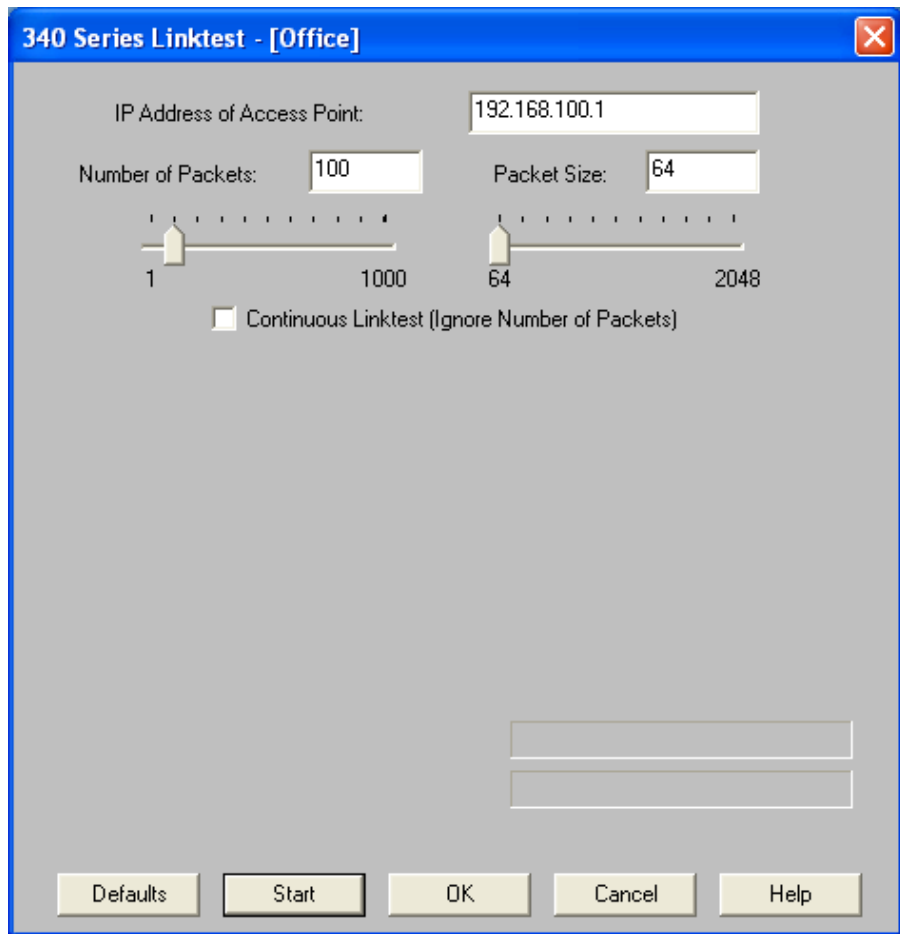 340 Series Linktest - [Office]
IP Address of Access Point: 192.168.100.1
Number of Packets: 100 Packet Size: 64
1 1000 64 2048
Continuous Linktest (Ignore Number of Packets)
Defaults Start OK Cancel Help